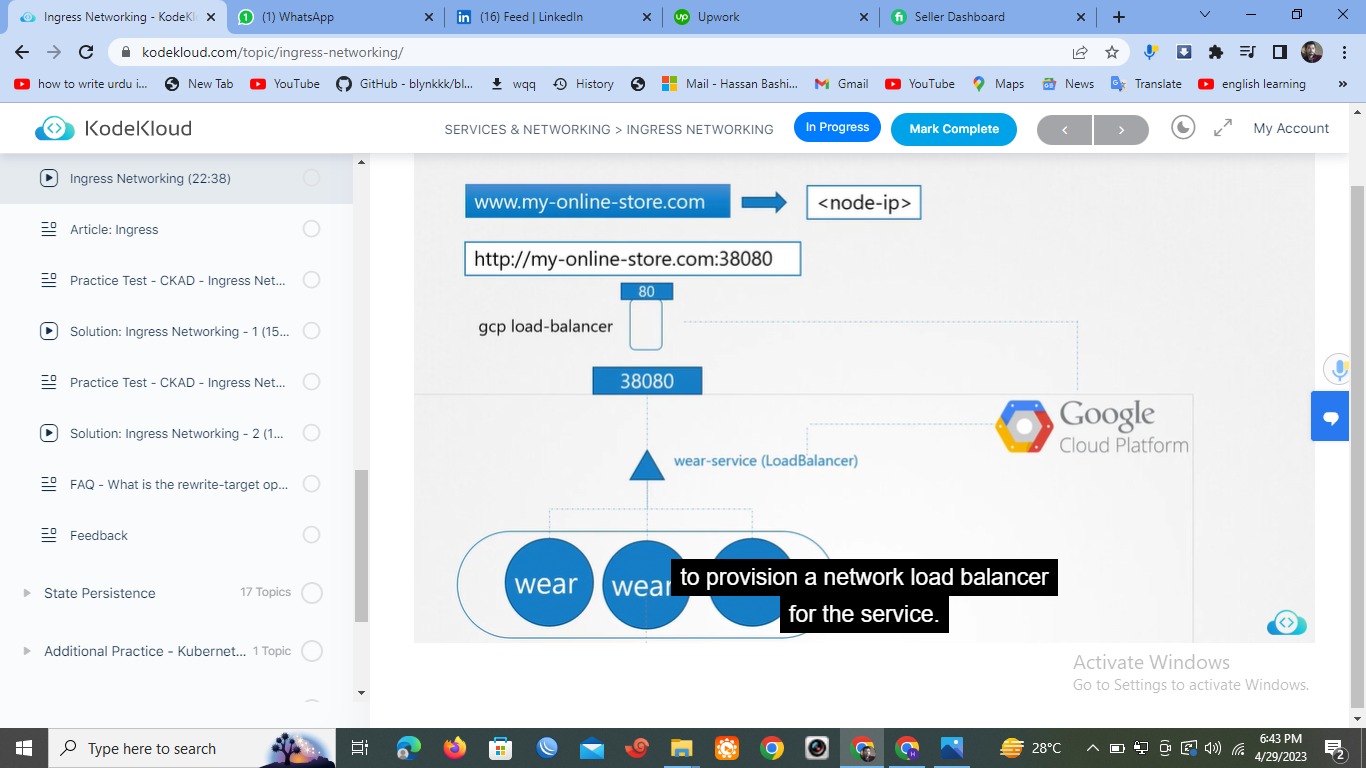 Ingress Networking - KodeKl
(1) WhatsApp
(16) Feed | LinkedIn
Upwork
Seller Dashboard
kodekloud.com/topic/ingress-networking/
how to write urdu i...
New Tab
YouTube
GitHub - blynkkk/bl...
wqq
History
Mail - Hassan Bashi...
Gmail
YouTube
Maps
News
Translate
english learning
»
KodeKloud
SERVICES & NETWORKING > INGRESS NETWORKING
In Progress
Mark Complete
My Account
Ingress Networking (22:38)
Article: Ingress
Practice Test - CKAD - Ingress Net...
Solution: Ingress Networking - 1 (15...
Practice Test - CKAD - Ingress Net...
Solution: Ingress Networking - 2 (1...
FAQ - What is the rewrite-target op...
Feedback
State Persistence
17 Topics
Additional Practice - Kubernet...
1 Topic
www.my-online-store.com
<node-ip>
http://my-online-store.com:38080
80
gcp load-balancer
38080
Google
Cloud Platform
wear-service (LoadBalancer)
wear
wear
to provision a network load balancer
for the service.
Activate Windows
Go to Settings to activate Windows.
Type here to search
28°C
6:43 PM
4/29/2023
2